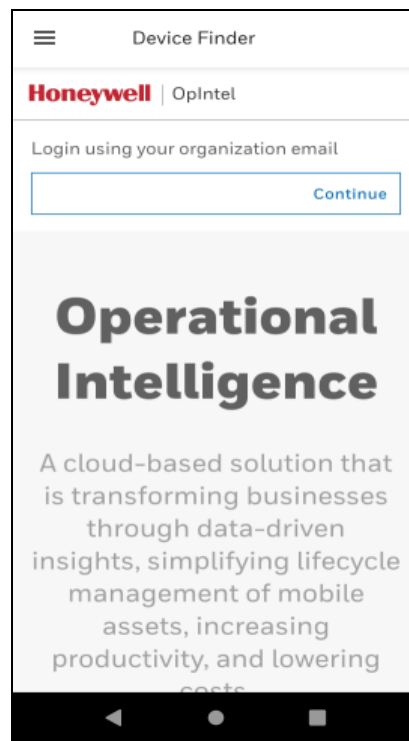 Device Finder
Honeywell | OpIntel
Login using your organization email
Continue
Operational
Intelligence
A cloud-based solution that
is transforming businesses
through data-driven
insights, simplifying lifecycle
management of mobile
assets, increasing
productivity, and lowering
costs